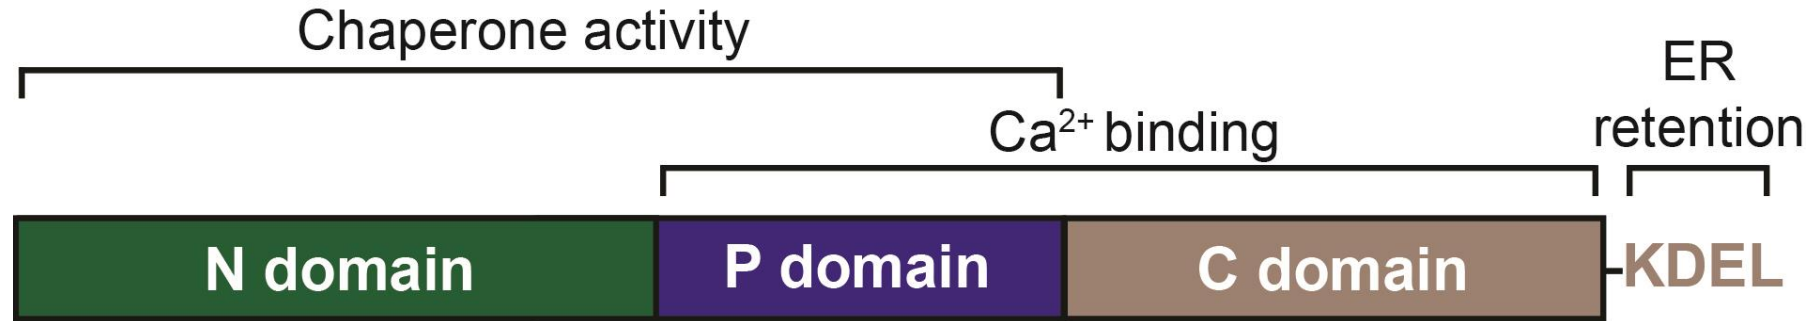 Chaperone activity
ER
retention
Ca²⁺ binding
N domain
P domain
C domain
-KDEL